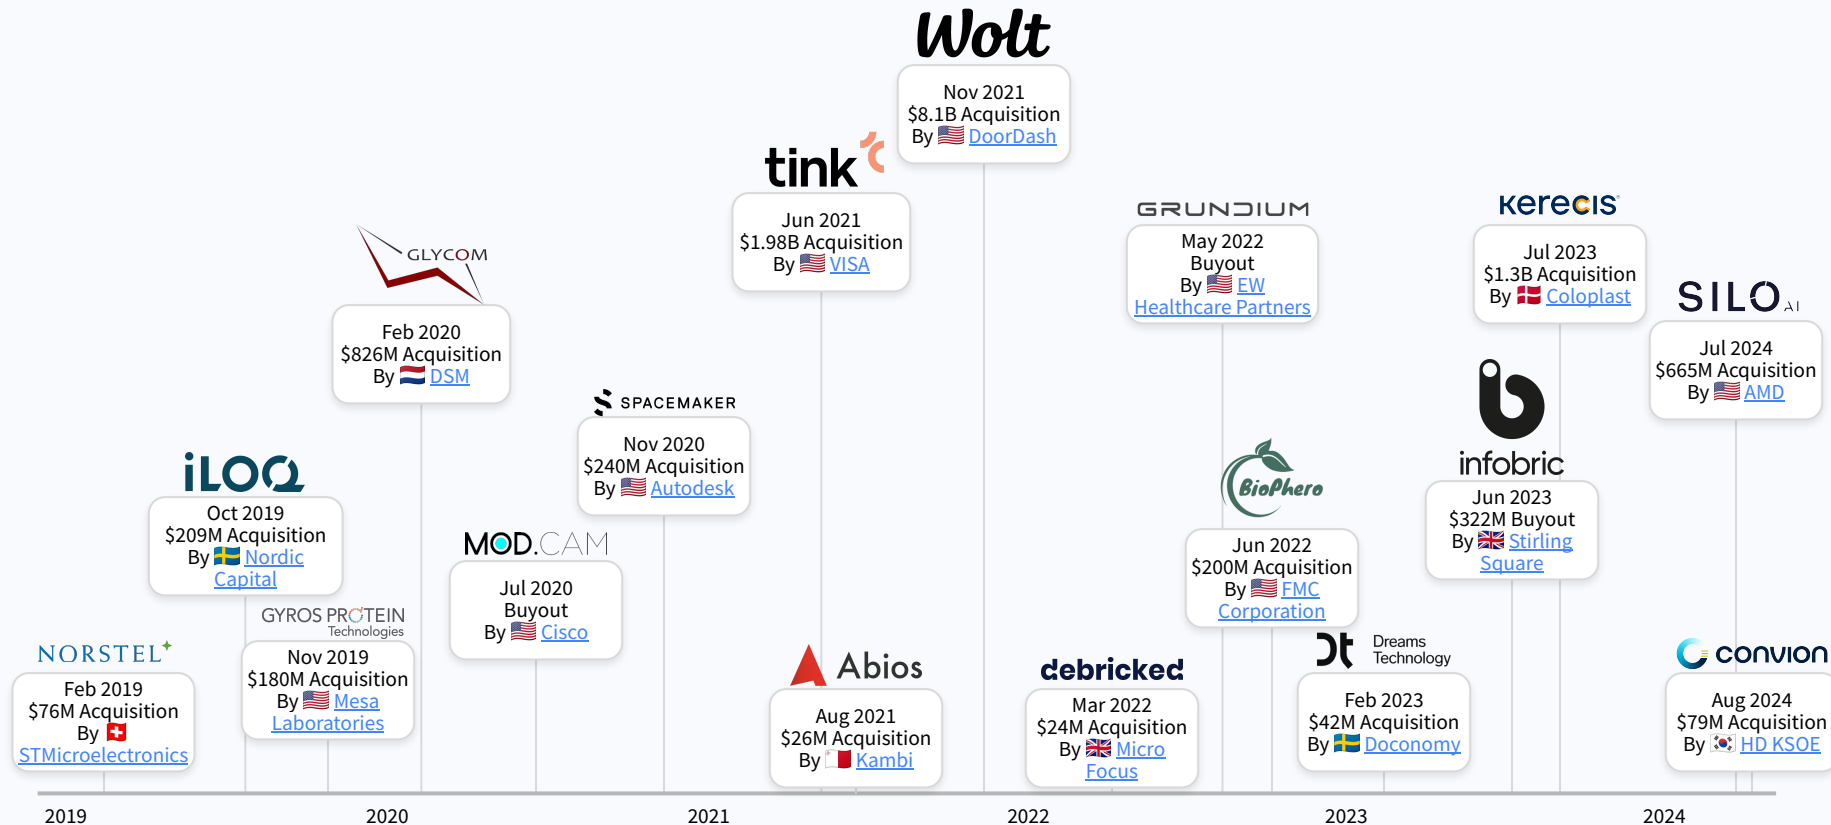 Wolt
Nov 2021
$8.1B Acquisition
By DoorDash
tink
Jun 2021
$1.98B Acquisition
By VISA
GRUNDIUM
May 2022
Buyout
By EW
Healthcare Partners
kerecis
Jul 2023
$1.3B Acquisition
By Coloplast
GLYCOM
Feb 2020
$826M Acquisition
By DSM
SILO AI
Jul 2024
$665M Acquisition
By AMD
SPACEMAKER
Nov 2020
$240M Acquisition
By Autodesk
iLOQ
Oct 2019
$209M Acquisition
By Nordic
Capital
BioPhero
Jun 2022
$200M Acquisition
By FMC
Corporation
infobric
Jun 2023
$322M Buyout
By Stirling
Square
MOD.CAM
Jul 2020
Buyout
By Cisco
GYROS PROTEIN
Technologies
Nov 2019
$180M Acquisition
By Mesa
Laboratories
NORSTEL
Feb 2019
$76M Acquisition
By
STMicroelectronics
Abios
Aug 2021
$26M Acquisition
By Kambi
debricked
Mar 2022
$24M Acquisition
By Micro
Focus
Dt Dreams
Technology
Feb 2023
$42M Acquisition
By Doconomy
convion
Aug 2024
$79M Acquisition
By HD KSOE
2019 2020 2021 2022 2023 2024